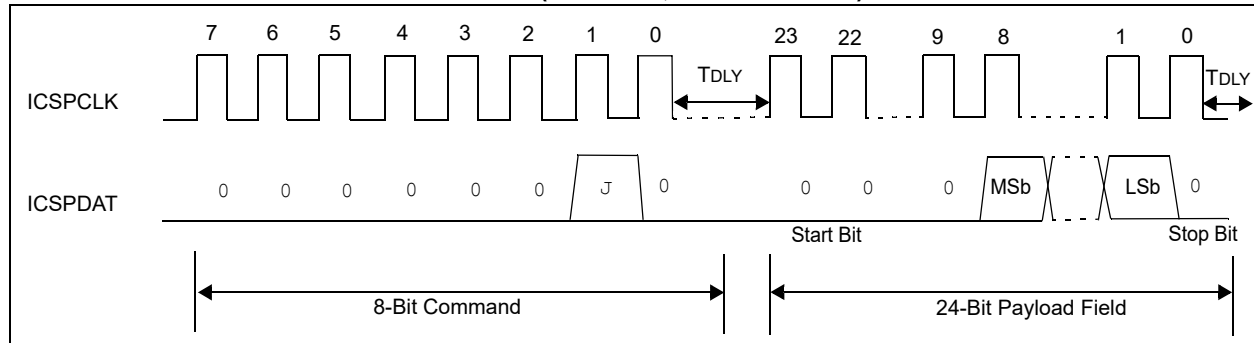 7 6 5 4 3 2 1 0 23 22 9 8 1 0
TDLY TDLY
ICSPCLK
ICSPDAT
0 0 0 0 0 0 J 0 0 0 0 MSb LSb 0
Start Bit Stop Bit
8-Bit Command 24-Bit Payload Field